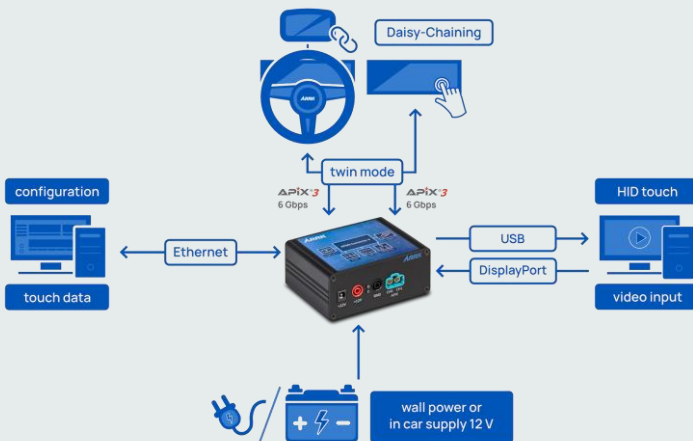 Daisy-Chaining
twin mode
APIX®3
6 Gbps
APIX®3
6 Gbps
configuration
Ethernet
touch data
HID touch
USB
DisplayPort
video input
wall power or
in car supply 12 V